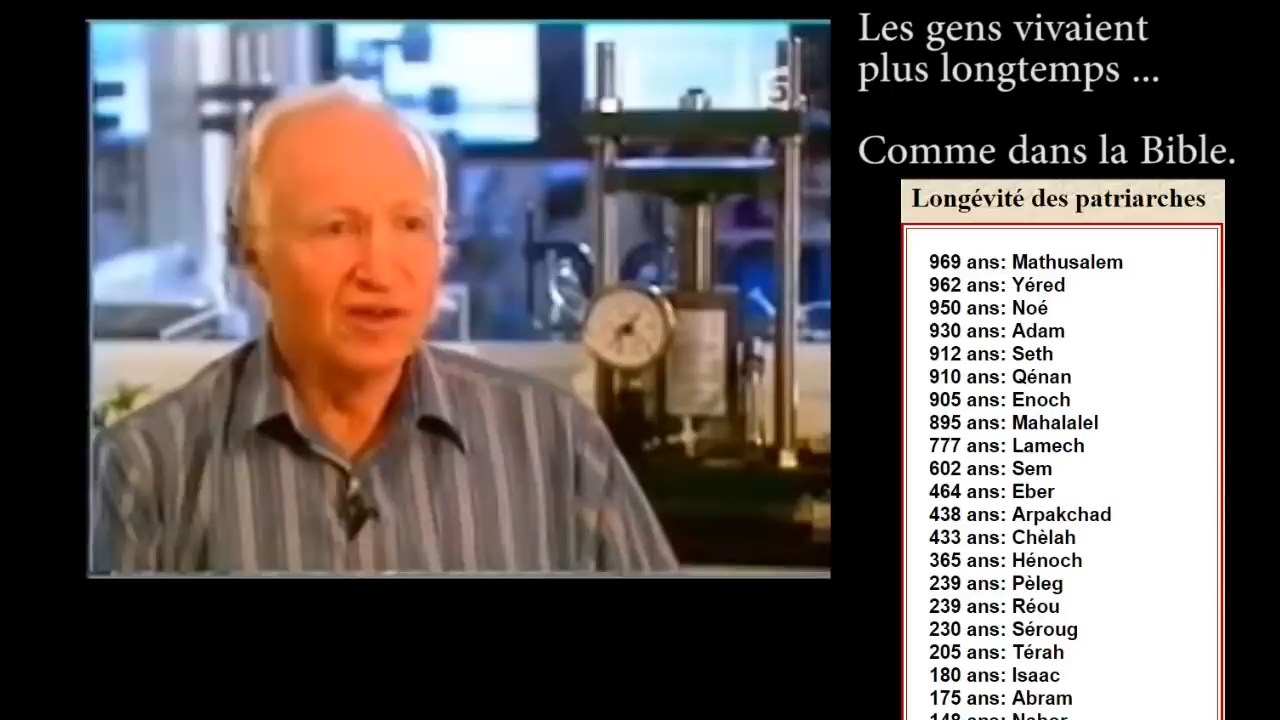 Les gens vivaient
plus longtemps ...
Comme dans la Bible.
Longévité des patriarches
969 ans: Mathusalem
962 ans: Yéred
950 ans: Noé
930 ans: Adam
912 ans: Seth
910 ans: Qénan
905 ans: Enoch
895 ans: Mahalalel
777 ans: Lamech
602 ans: Sem
464 ans: Eber
438 ans: Arpakchad
433 ans: Chèlah
365 ans: Hénoch
239 ans: Pèleg
239 ans: Réou
230 ans: Séroug
205 ans: Térah
180 ans: Isaac
175 ans: Abram